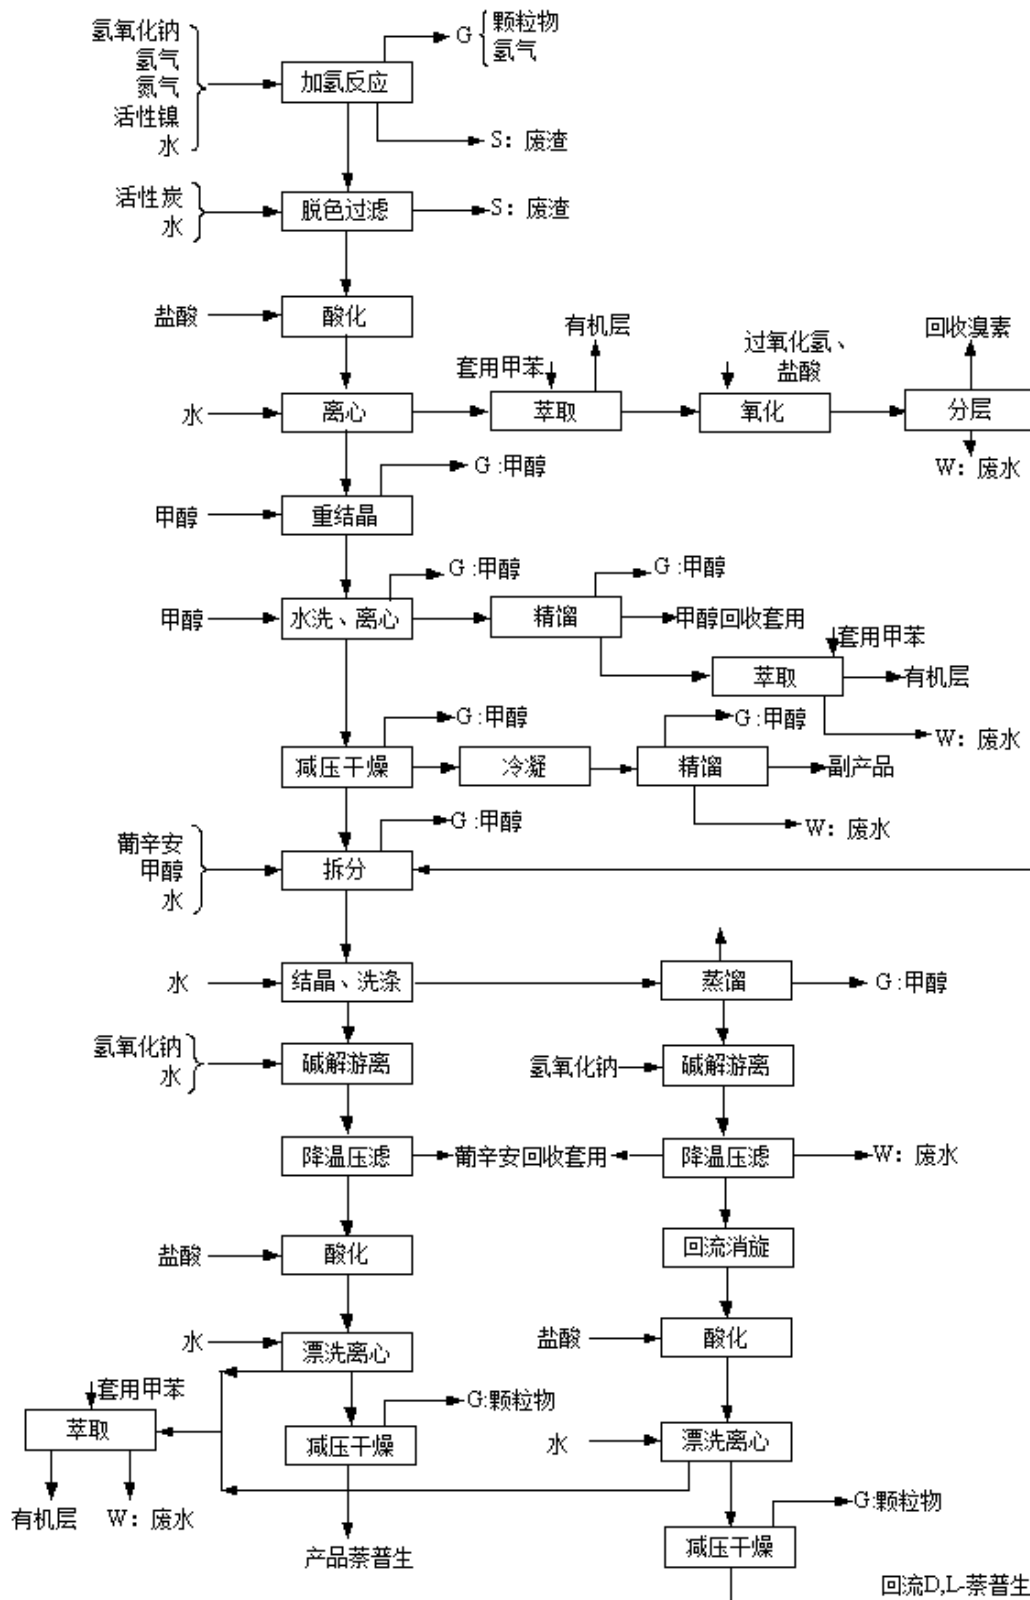 氢氧化钠
氢气
氮气
活性镍
水
加氢反应
G
颗粒物
氢气
S：废渣
活性炭
水
脱色过滤
S：废渣
盐酸
酸化
有机层
回收溴素
套用甲苯
过氧化氢、
盐酸
水
离心
萃取
氧化
分层
G :甲醇
W：废水
甲醇
重结晶
G :甲醇
G :甲醇
甲醇
水洗、离心
精馏
甲醇回收套用
套用甲苯
萃取
有机层
G :甲醇
G :甲醇
W：废水
减压干燥
冷凝
精馏
副产品
G :甲醇
W：废水
葡辛安
甲醇
水
拆分
水
结晶、洗涤
蒸馏
G :甲醇
氢氧化钠
水
碱解游离
氢氧化钠
碱解游离
降温压滤
葡辛安回收套用
降温压滤
W：废水
回流消旋
盐酸
酸化
水
漂洗离心
盐酸
酸化
套用甲苯
G:颗粒物
萃取
减压干燥
水
漂洗离心
有机层
W：废水
G:颗粒物
产品萘普生
减压干燥
回流D,L-萘普生